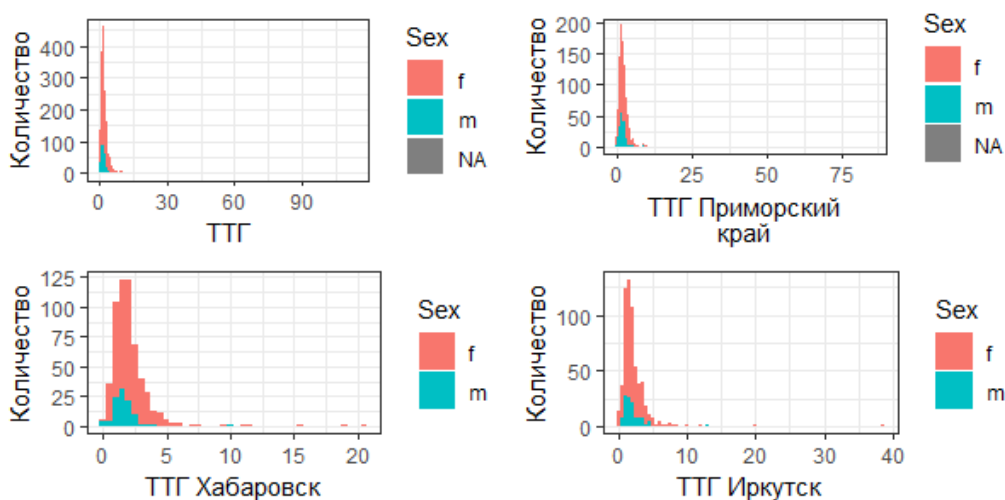 Количество
400
300
200
100
0
0 30 60 90
ТТГ
Sex
f
m
NA
Количество
200
150
100
50
0
0 25 50 75
ТТГ Приморский
край
Sex
f
m
NA
Количество
125
100
75
50
25
0
0 5 10 15 20
ТТГ Хабаровск
Sex
f
m
Количество
100
50
0
0 10 20 30 40
ТТГ Иркутск
Sex
f
m